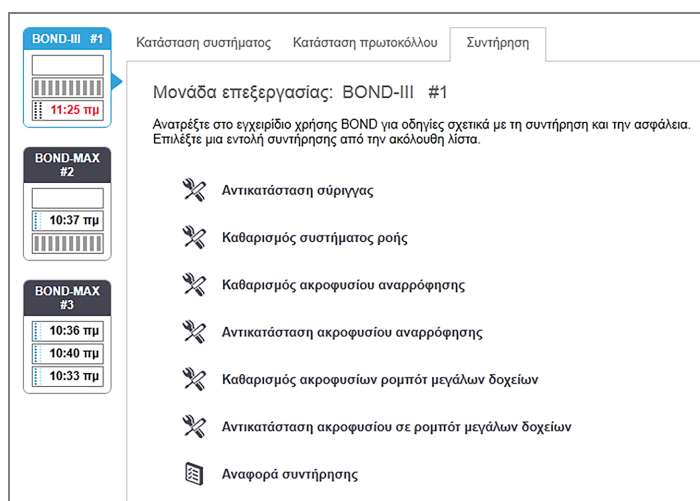 BOND-III #1
11:25 πμ
BOND-MAX
#2
10:37 πμ
BOND-MAX
#3
10:36 πμ
10:40 πμ
10:33 πμ
Κατάσταση συστήματος Κατάσταση πρωτοκόλλου Συντήρηση
Μονάδα επεξεργασίας: BOND-III #1
Ανατρέξτε στο εγχειρίδιο χρήσης BOND για οδηγίες σχετικά με τη συντήρηση και την ασφάλεια.
Επιλέξτε μια εντολή συντήρησης από την ακόλουθη λίστα.
Αντικατάσταση σύριγγας
Καθαρισμός συστήματος ροής
Καθαρισμός ακροφυσίου αναρρόφησης
Αντικατάσταση ακροφυσίου αναρρόφησης
Καθαρισμός ακροφυσίων ρομπότ μεγάλων δοχείων
Αντικατάσταση ακροφυσίου σε ρομπότ μεγάλων δοχείων
Αναφορά συντήρησης